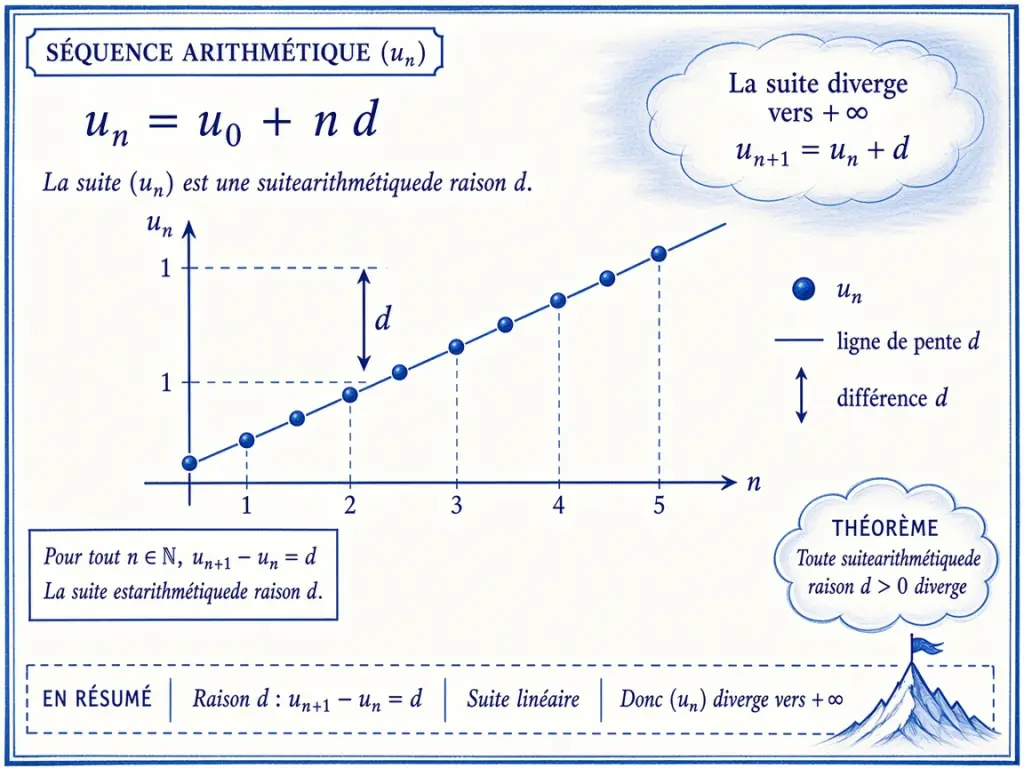 SÉQUENCE ARITHMÉTIQUE (uₙ)
uₙ = u₀ + n d
La suite (uₙ) est une suitearithmétiquede raison d.
La suite diverge
vers + ∞
uₙ₊₁ = uₙ + d
uₙ
1
d
1
1 2 3 4 5 n
uₙ
ligne de pente d
différence d
Pour tout n ∈ ℕ, uₙ₊₁ − uₙ = d
La suite estarithmétiquede raison d.
THÉORÈME
Toute suitearithmétiquede
raison d > 0 diverge
EN RÉSUMÉ
Raison d : uₙ₊₁ − uₙ = d
Suite linéaire
Donc (uₙ) diverge vers + ∞